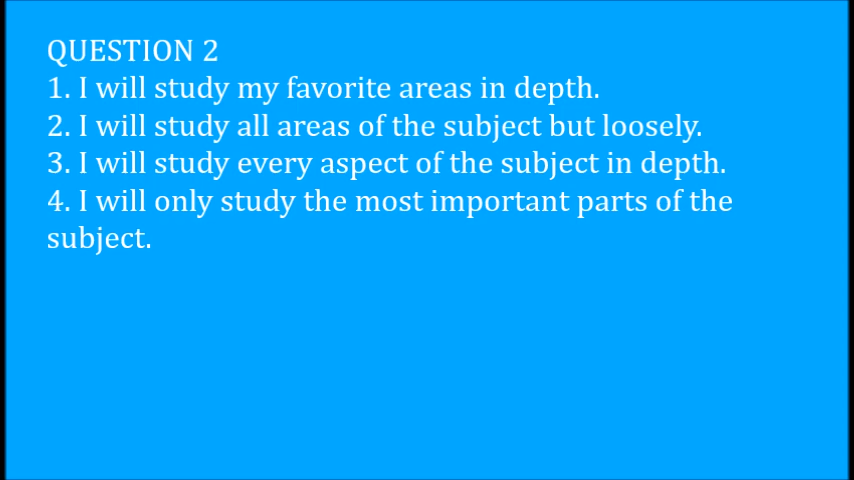 QUESTION 2
1. I will study my favorite areas in depth.
2. I will study all areas of the subject but loosely.
3. I will study every aspect of the subject in depth.
4. I will only study the most important parts of the
subject.